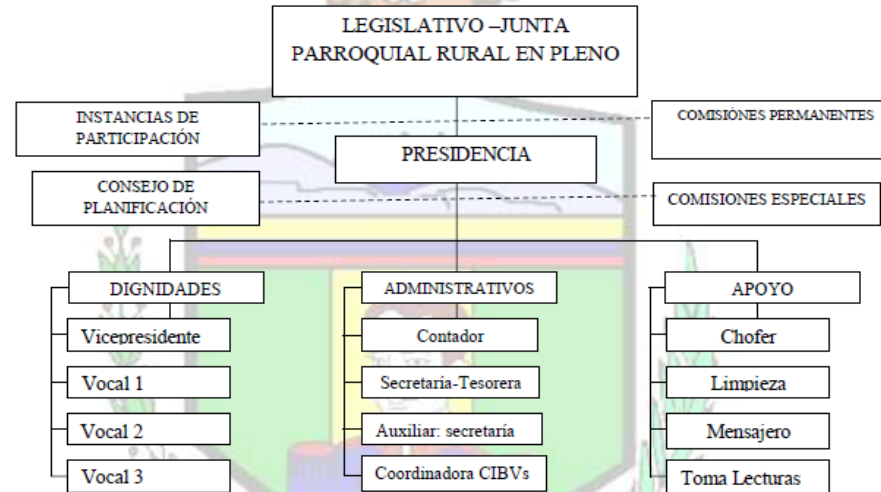 LEGISLATIVO –JUNTA
PARROQUIAL RURAL EN PLENO
INSTANCIAS DE
PARTICIPACIÓN
COMISIÓNES PERMANENTES
PRESIDENCIA
CONSEJO DE
PLANIFICACIÓN
COMISIONES ESPECIALES
DIGNIDADES
Vicepresidente
Vocal 1
Vocal 2
Vocal 3
ADMINISTRATIVOS
Contador
Secretaría-Tesorera
Auxiliar: secretaría
Coordinadora CIBVs
APOYO
Chofer
Limpieza
Mensajero
Toma Lecturas